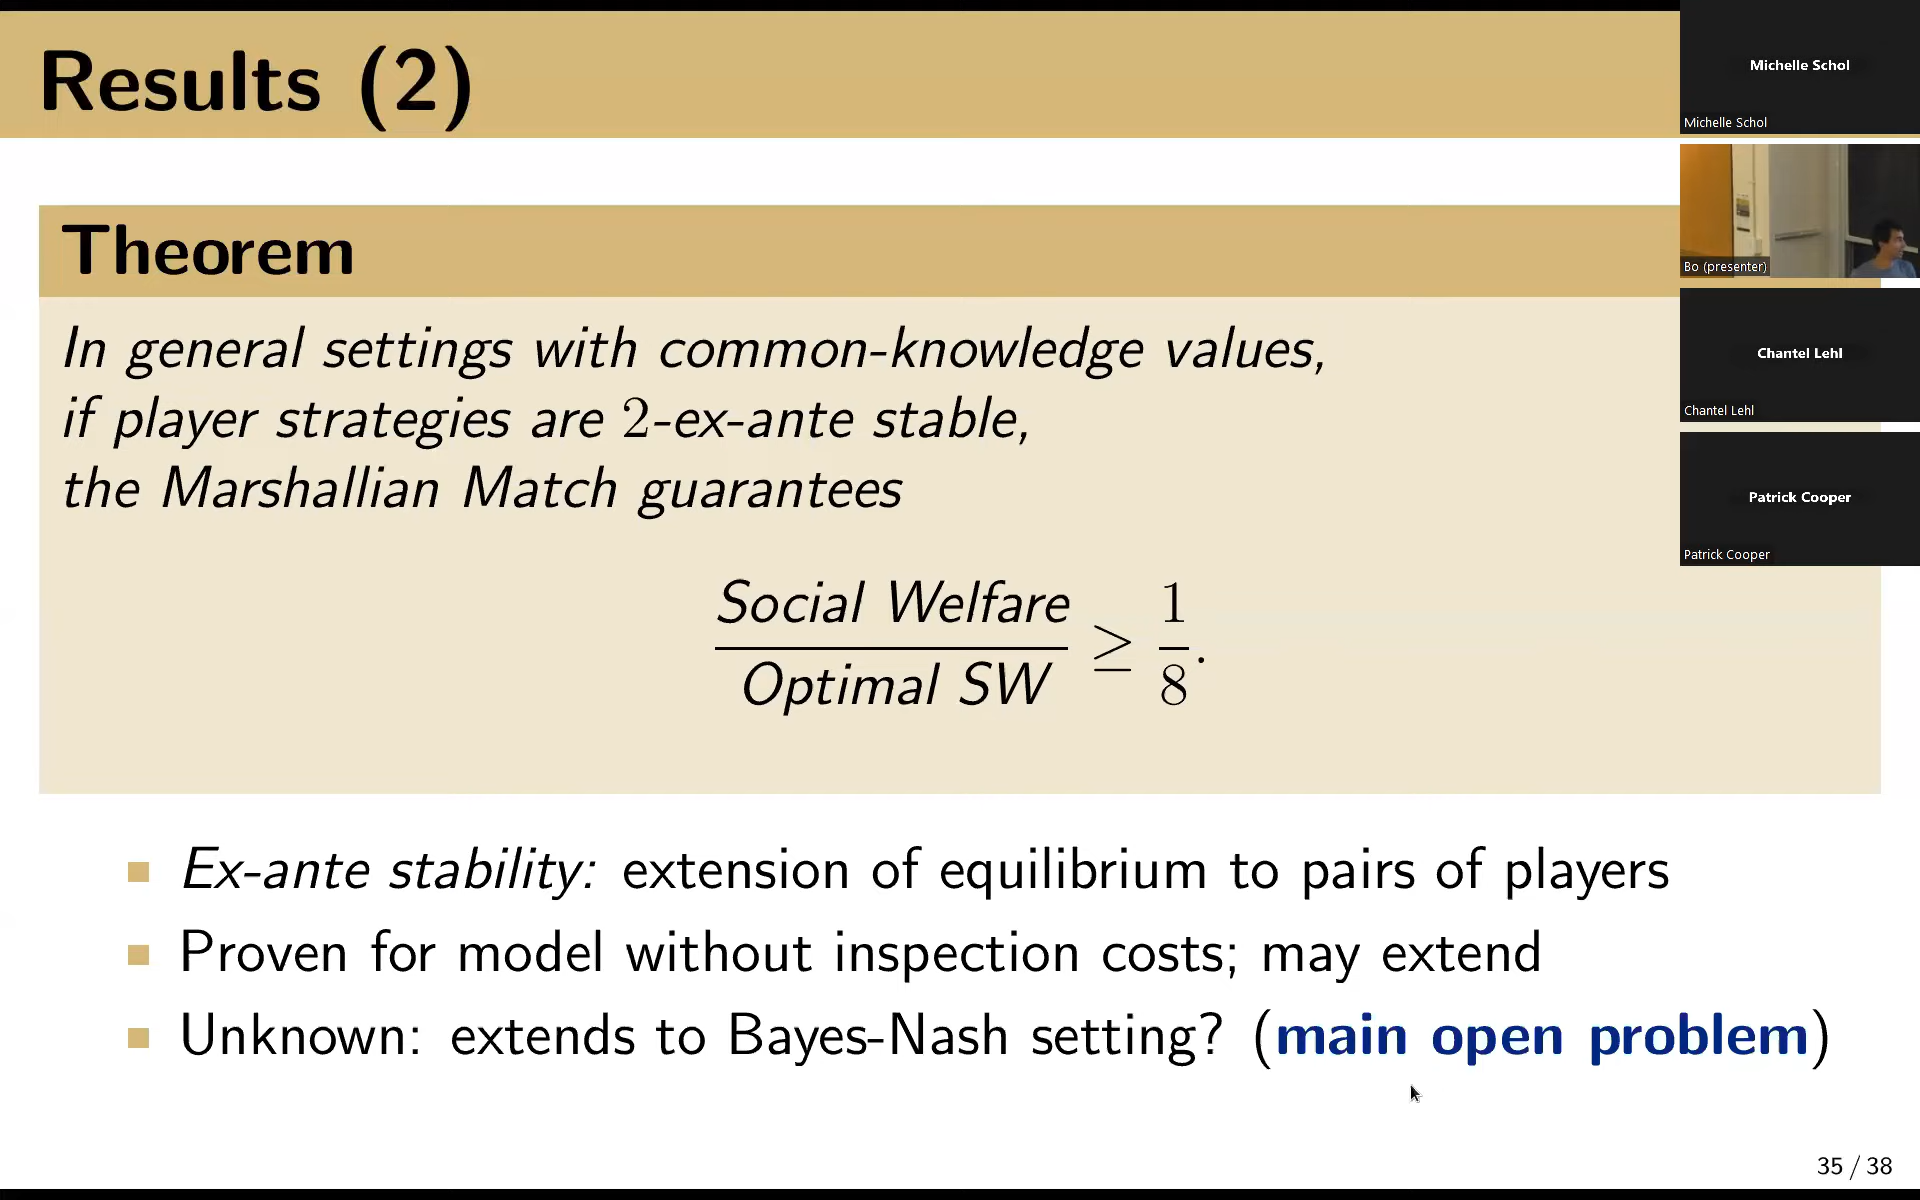 Results (2)
Theorem
In general settings with common-knowledge values,
if player strategies are 2-ex-ante stable,
the Marshallian Match guarantees
Social Welfare
Optimal SW
≥ 1/8.
■ Ex-ante stability: extension of equilibrium to pairs of players
■ Proven for model without inspection costs; may extend
■ Unknown: extends to Bayes-Nash setting? (main open problem)
35 / 38
Michelle Schol
Michelle Schol
Bo (presenter)
Chantel Lehl
Chantel Lehl
Patrick Cooper
Patrick Cooper